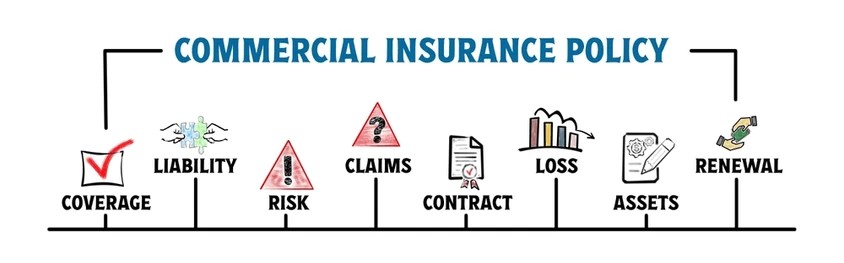 COMMERCIAL INSURANCE POLICY
COVERAGE
LIABILITY
RISK
CLAIMS
CONTRACT
LOSS
ASSETS
RENEWAL